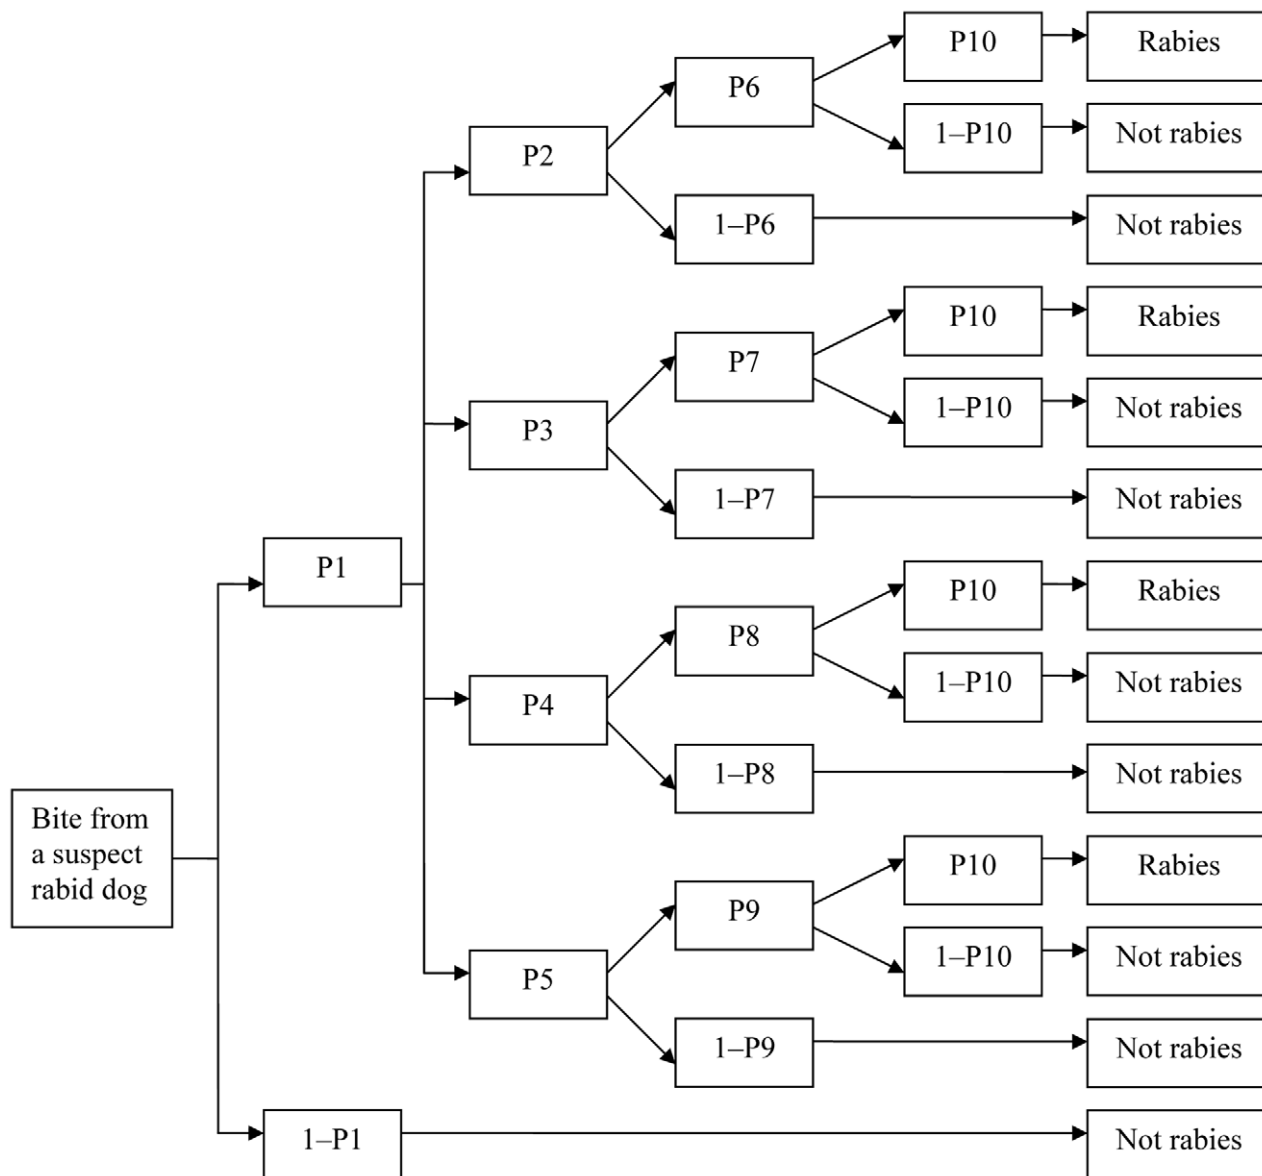 P10
Rabies
P6
1–P10
Not rabies
P2
1–P6
Not rabies
P10
Rabies
P7
1–P10
Not rabies
P3
1–P7
Not rabies
P1
P10
Rabies
P8
1–P10
Not rabies
P4
1–P8
Not rabies
Bite from
a suspect
rabid dog
P10
Rabies
P9
1–P10
Not rabies
P5
1–P9
Not rabies
1–P1
Not rabies